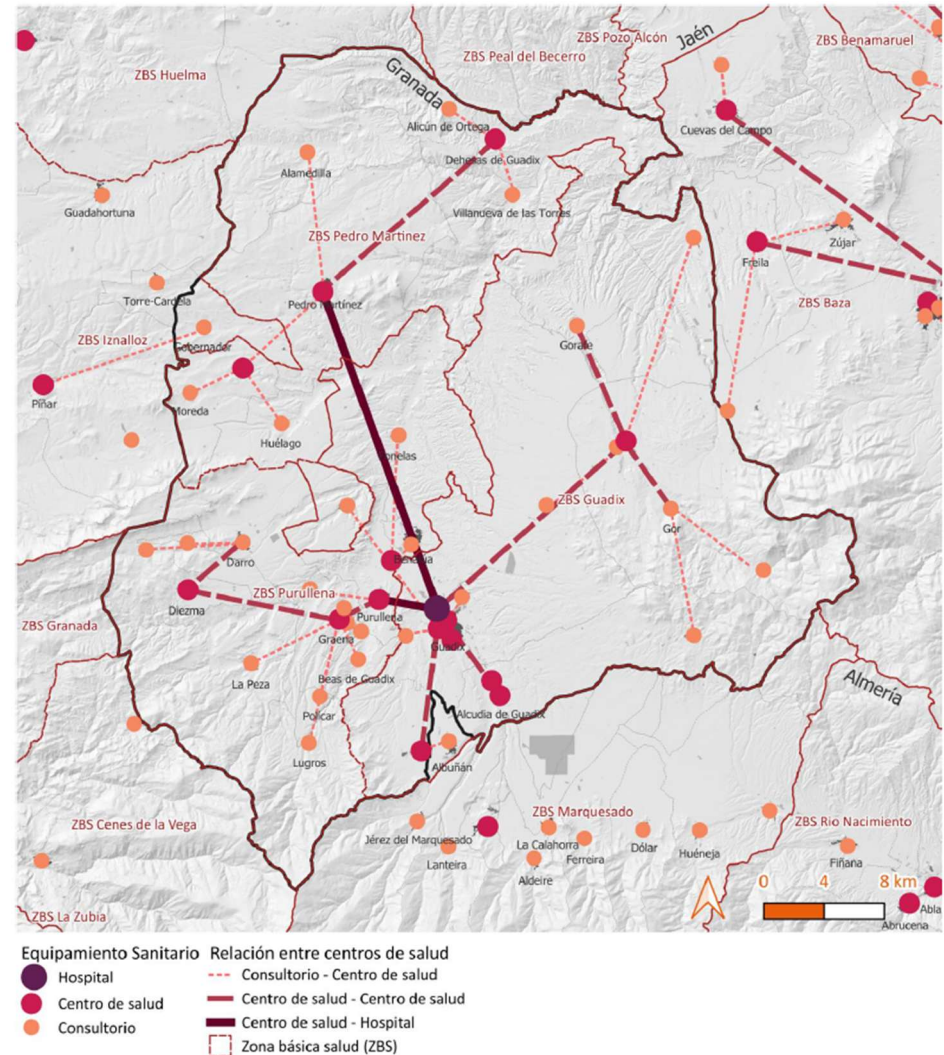 ZBS Pozo Alcón
Jaén
ZBS Benamaruel
ZBS Peal del Becerro
ZBS Huelma
Granada
Alicún de Ortega
Cuevas del Campo
Dehesas de Guadix
Alamedilla
Guadahortuna
Villanueva de las Torres
ZBS Pedro Martínez
Zújar
Freila
Torre-Cardela
Pedro Martínez
ZBS Baza
ZBS Iznalloz
Gobernador
Gorafe
Píñar
Moreda
Huélago
Fonelas
ZBS Guadix
Gor
Darro
Benalúa
ZBS Purullena
Diezma
Purullena
ZBS Granada
Graena
Guadix
La Peza
Beas de Guadix
Almería
Policar
Alcudia de Guadix
Lugros
Albuñán
ZBS Marquesado
ZBS Cenes de la Vega
ZBS Rio Nacimiento
Jérez del Marquesado
La Calahorra
Dólar
Huéneja
Lanteira
Ferreira
Fiñana
Aldeire
0 4 8 km
Abla
ZBS La Zubia
Abrucena
Equipamiento Sanitario
Hospital
Centro de salud
Consultorio
Relación entre centros de salud
Consultorio - Centro de salud
Centro de salud - Centro de salud
Centro de salud - Hospital
Zona básica salud (ZBS)